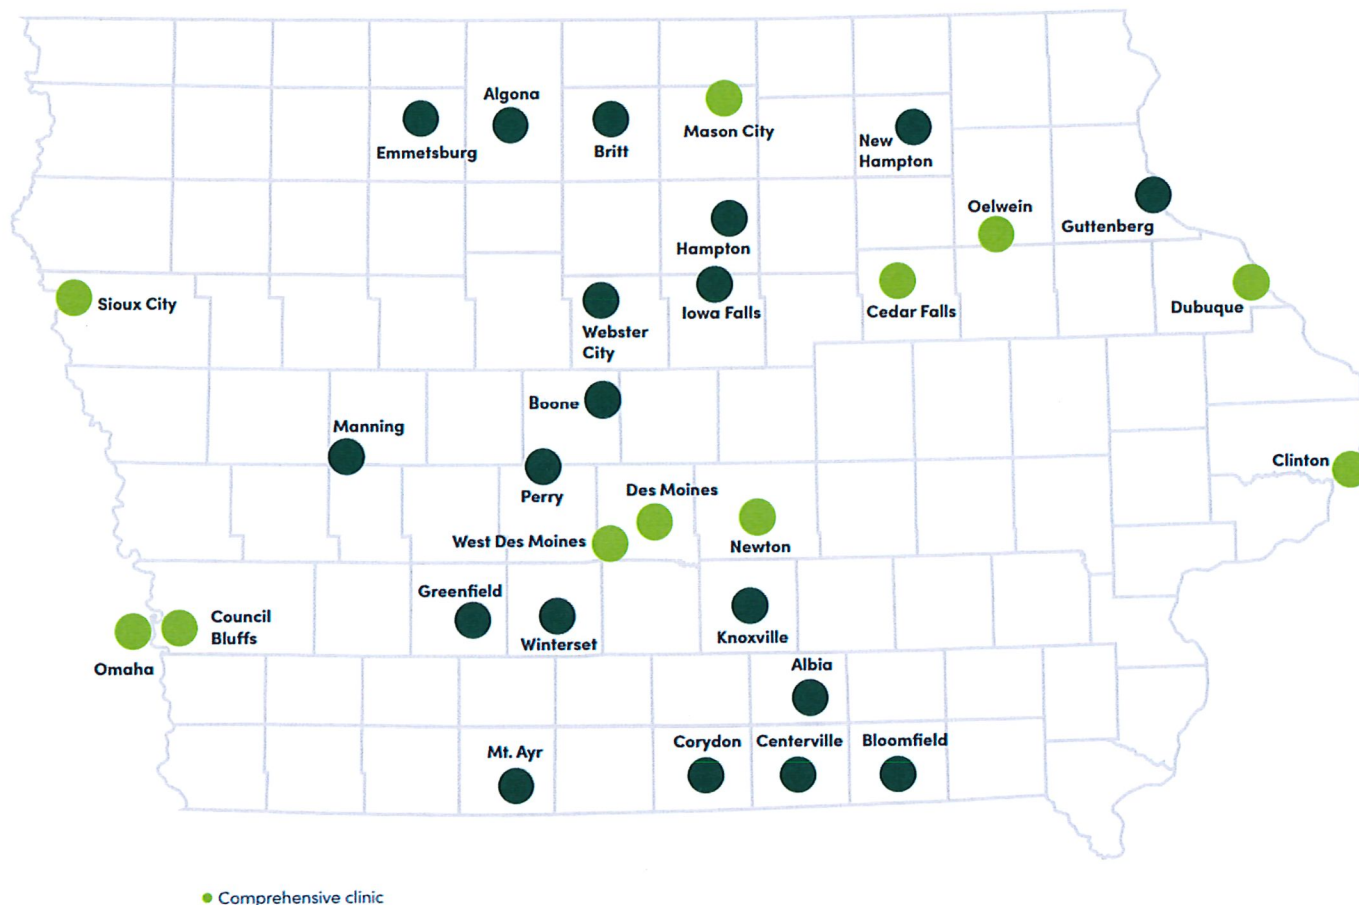 Algona
Emmetsburg
Britt
Mason City
New
Hampton
Oelwein
Guttenberg
Hampton
Sioux City
Webster
City
Iowa Falls
Cedar Falls
Dubuque
Boone
Manning
Perry
Clinton
Des Moines
West Des Moines
Newton
Greenfield
Council
Bluffs
Winterset
Knoxville
Omaha
Albia
Mt. Ayr
Corydon
Centerville
Bloomfield
Comprehensive clinic